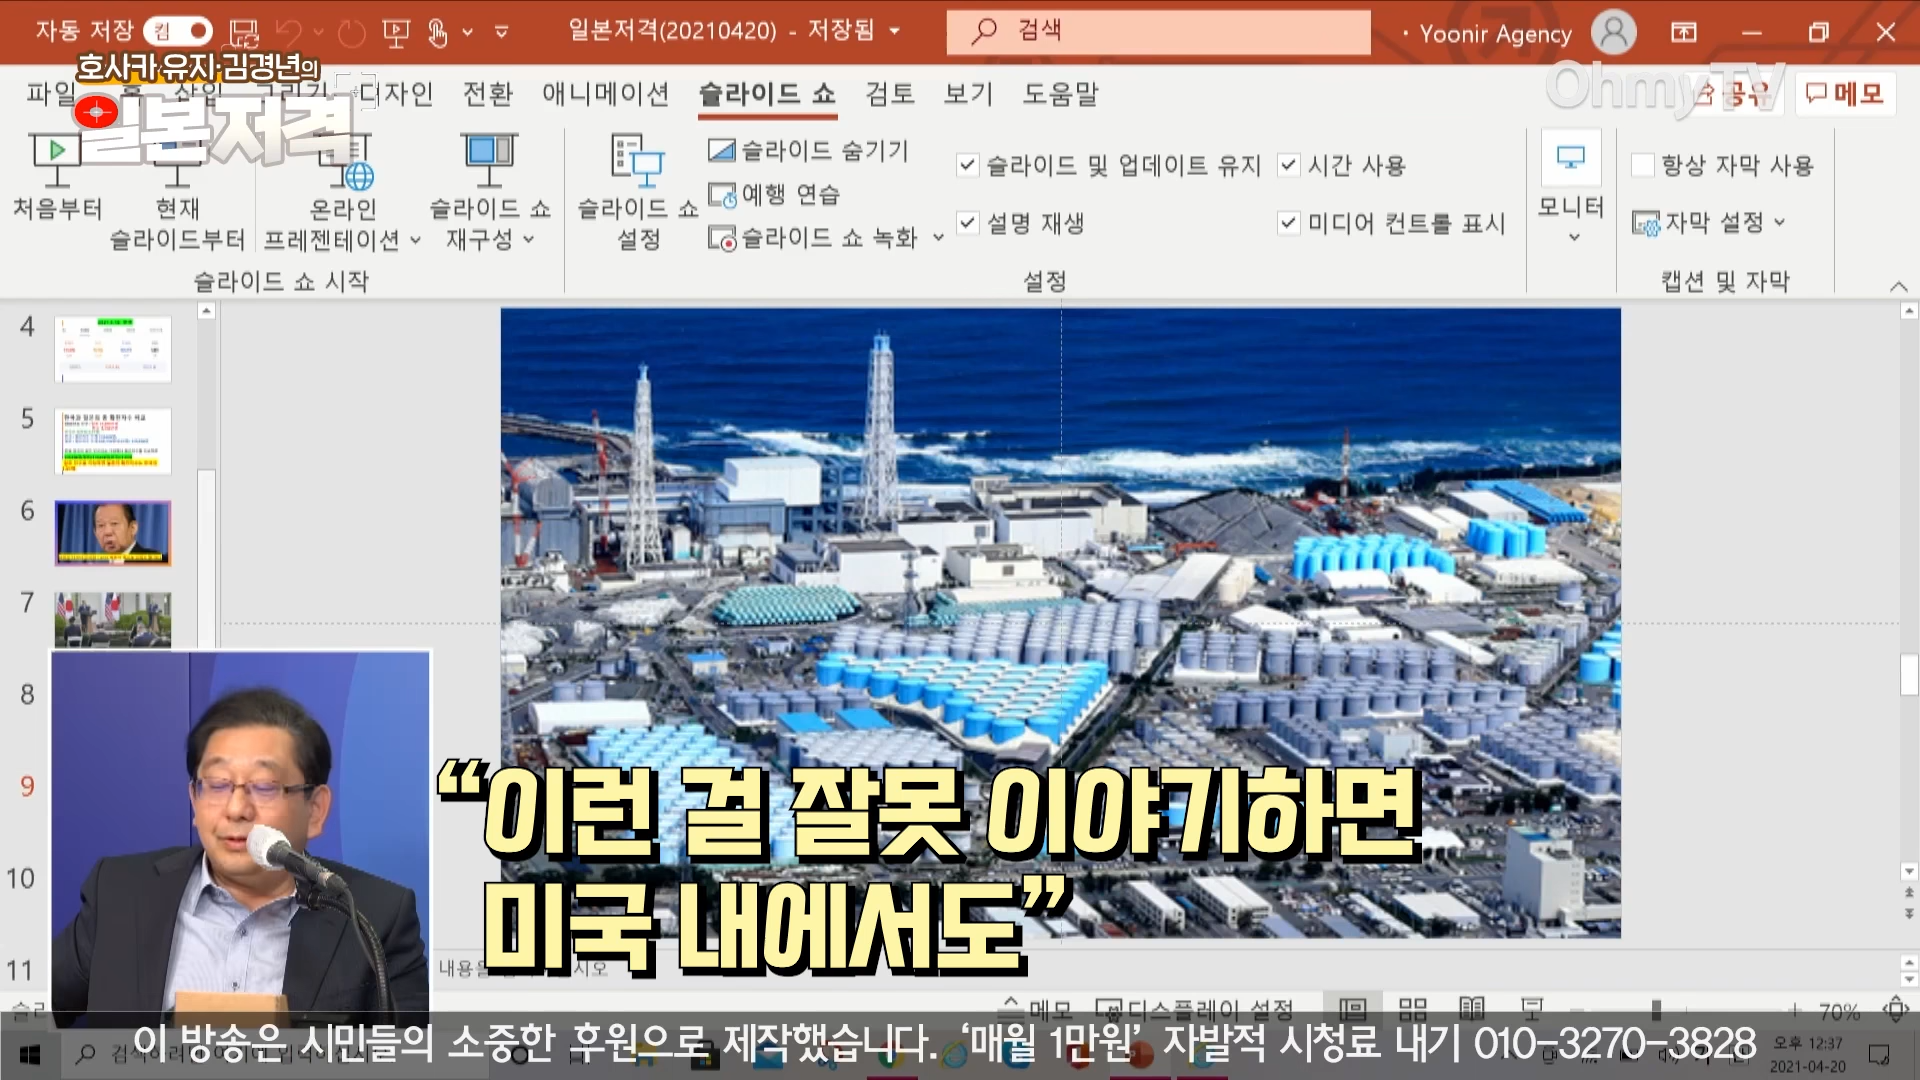 자동 저장 켬 일본저격(20210420) - 저장됨 검색 Yoonir Agency
호사카 유지·김경년의
일본저격
OhmyTV
파일 홈 삽입 그리기 디자인 전환 애니메이션 슬라이드 쇼 검토 보기 도움말 공유 메모
처음부터
현재
슬라이드부터
온라인
프레젠테이션
슬라이드 쇼
재구성
슬라이드 쇼
설정
슬라이드 숨기기
예행 연습
슬라이드 쇼 녹화
슬라이드 및 업데이트 유지
설명 재생
시간 사용
미디어 컨트롤 표시
모니터
항상 자막 사용
자막 설정
슬라이드 쇼 시작 설정 캡션 및 자막
4
5
6
7
8
9
10
11
“이런 걸 잘못 이야기하면
미국 내에서도”
메모 디스플레이 설정 70%
이 방송은 시민들의 소중한 후원으로 제작했습니다. ‘매월 1만원’ 자발적 시청료 내기 010-3270-3828
오후 12:37
2021-04-20